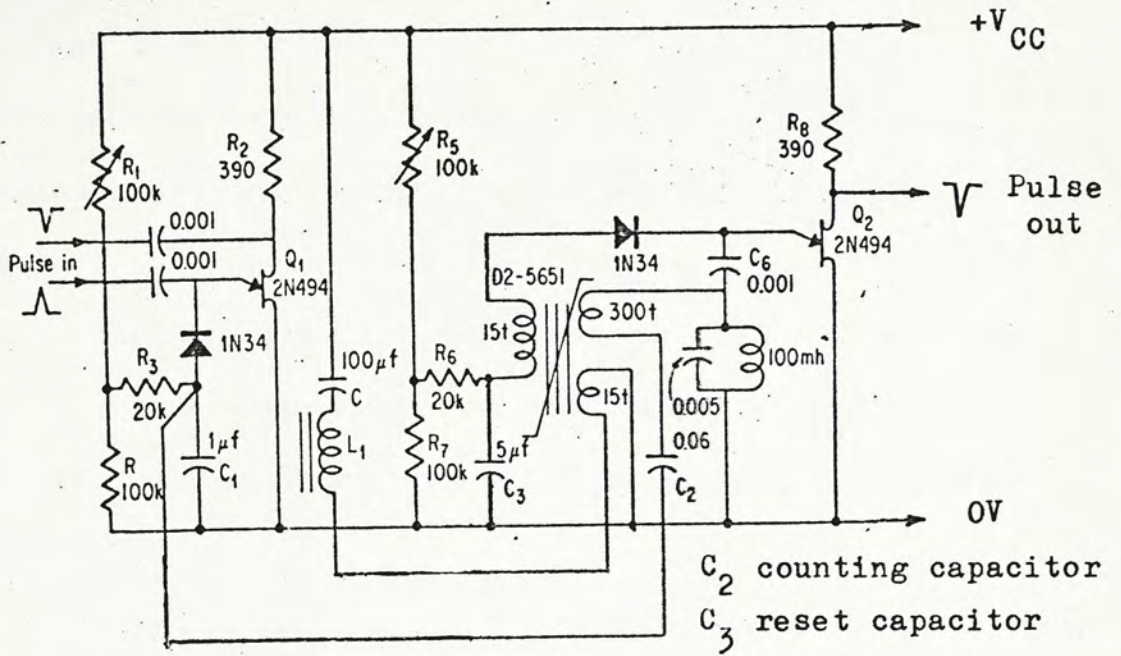 +V CC
R1
100k
R2
390
R5
100k
R8
390
0.001
Pulse in
0.001
Q1
2N494
1N34
Q2
2N494
Pulse
out
1N34
D2-5651
C6
0.001
15t
300t
R3
20k
100μf
C
R6
20k
15t
100mh
0.005
R
100k
1μf
C1
L1
R7
100k
5μf
C3
0.06
C2
0V
C2 counting capacitor
C3 reset capacitor